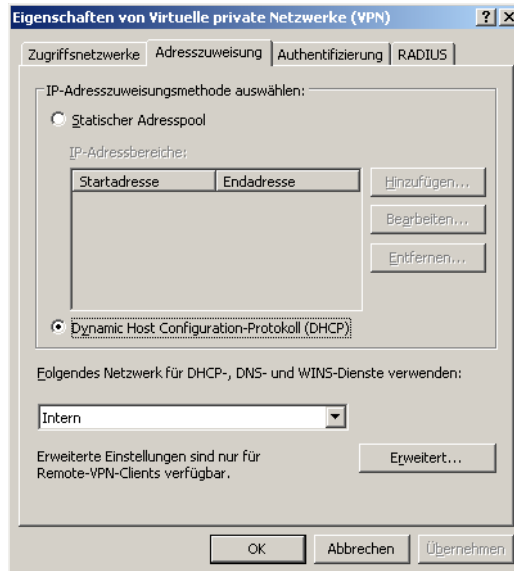 Eigenschaften von Virtuelle private Netzwerke (VPN)
Zugriffsnetzwerke Adresszuweisung Authentifizierung RADIUS
IP-Adresszuweisungsmethode auswählen:
Statischer Adresspool
IP-Adressbereiche:
Startadresse Endadresse
Hinzufügen...
Bearbeiten...
Entfernen...
Dynamic Host Configuration-Protokoll (DHCP)
Folgendes Netzwerk für DHCP-, DNS- und WINS-Dienste verwenden:
Intern
Erweiterte Einstellungen sind nur für
Remote-VPN-Clients verfügbar.
Erweitert...
OK Abbrechen Übernehmen